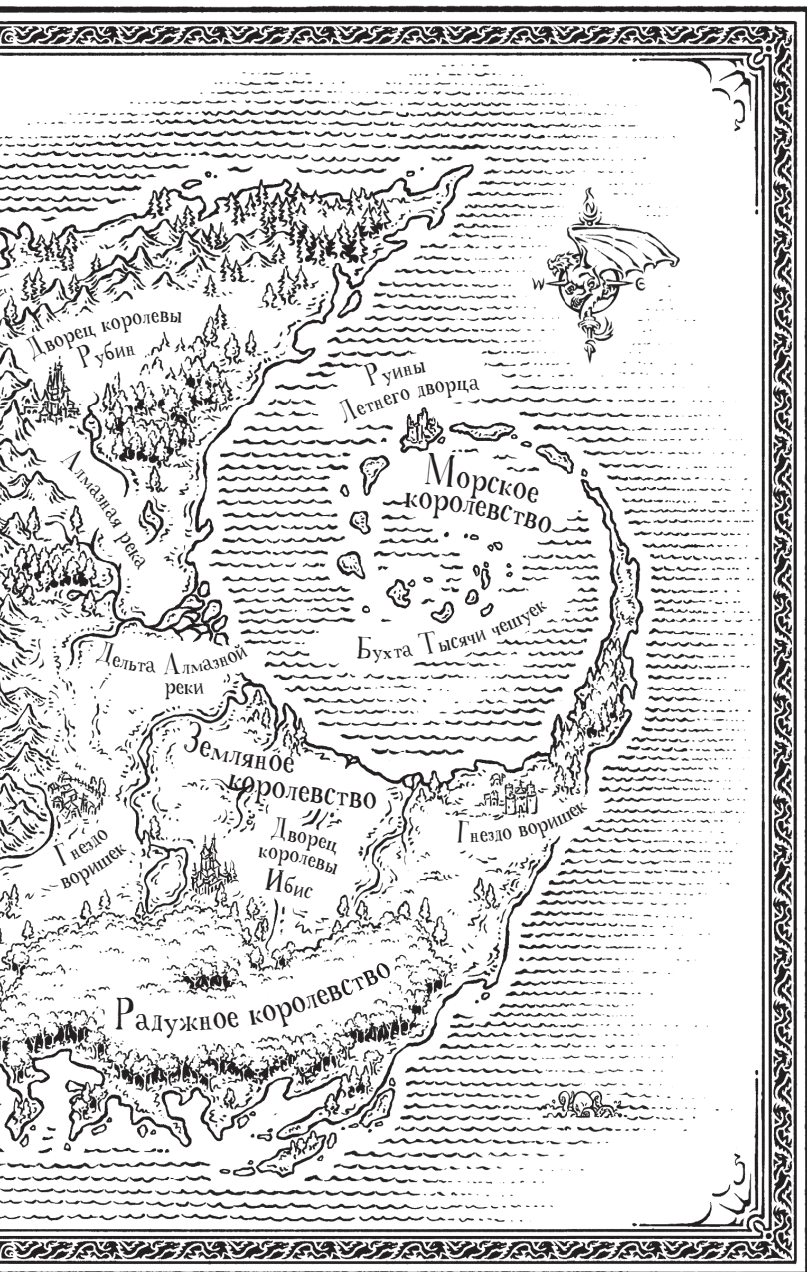 N
W
E
Дворец королевы
Рубин
Руины
Летнего дворца
Алмазная река
Морское
королевство
Бухта Тысячи чешуек
Дельта Алмазной
реки
Земляное
королевство
Гнездо воришек
Дворец
королевы
Ибис
Гнездо
воришек
Радужное королевство